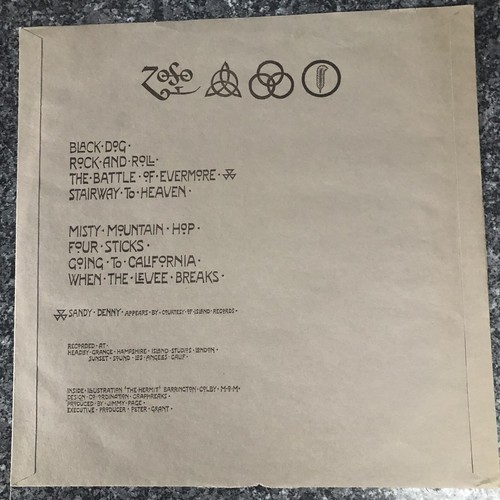 ZoSo
BLACK·DOG·
ROCK·AND·ROLL·
THE·BATTLE·OF·EVERMORE·
STAIRWAY·To·HEAVEN·
MISTY·MOUNTAIN·HOP·
FOUR·STICKS·
GOING·To·CALIFORNIA·
WHEN·THE·LEVEE·BREAKS·
SANDY·DENNY·APPEARS·BY·COURTESY·OF·ISLAND·RECORDS·
RECORDED·AT·
HEADLEY·GRANGE·HAMPSHIRE·ISLAND·STUDIOS·LONDON·
SUNSET·SOUND·LOS·ANGELES·CALIF·
INSIDE·ILLUSTRATION·"THE·HERMIT"·BARRINGTON·COLBY·M·O·M·
DESIGN·CO-ORDINATION·GRAPHREAKS·
PRODUCED·BY·JIMMY·PAGE·
EXECUTIVE·PRODUCER·PETER·GRANT·